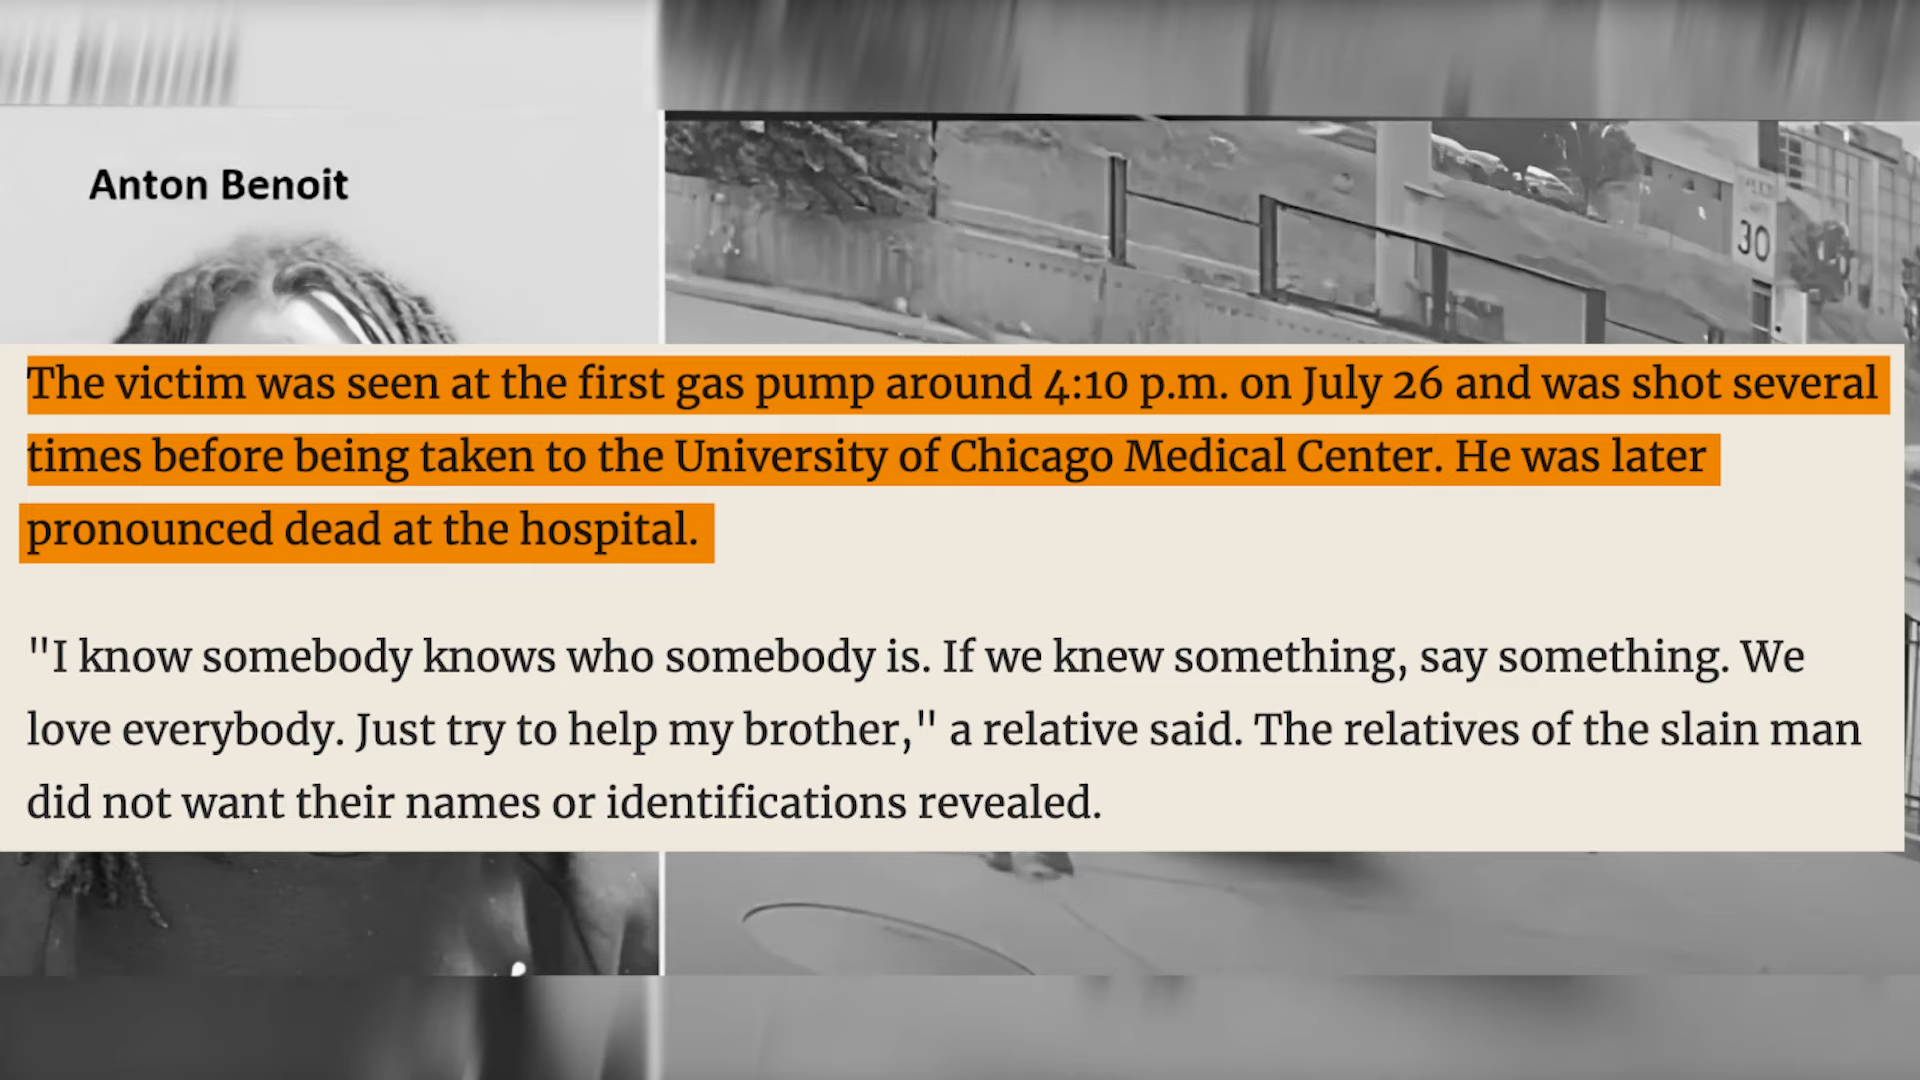 Anton Benoit
30
The victim was seen at the first gas pump around 4:10 p.m. on July 26 and was shot several
times before being taken to the University of Chicago Medical Center. He was later
pronounced dead at the hospital.
"I know somebody knows who somebody is. If we knew something, say something. We
love everybody. Just try to help my brother," a relative said. The relatives of the slain man
did not want their names or identifications revealed.